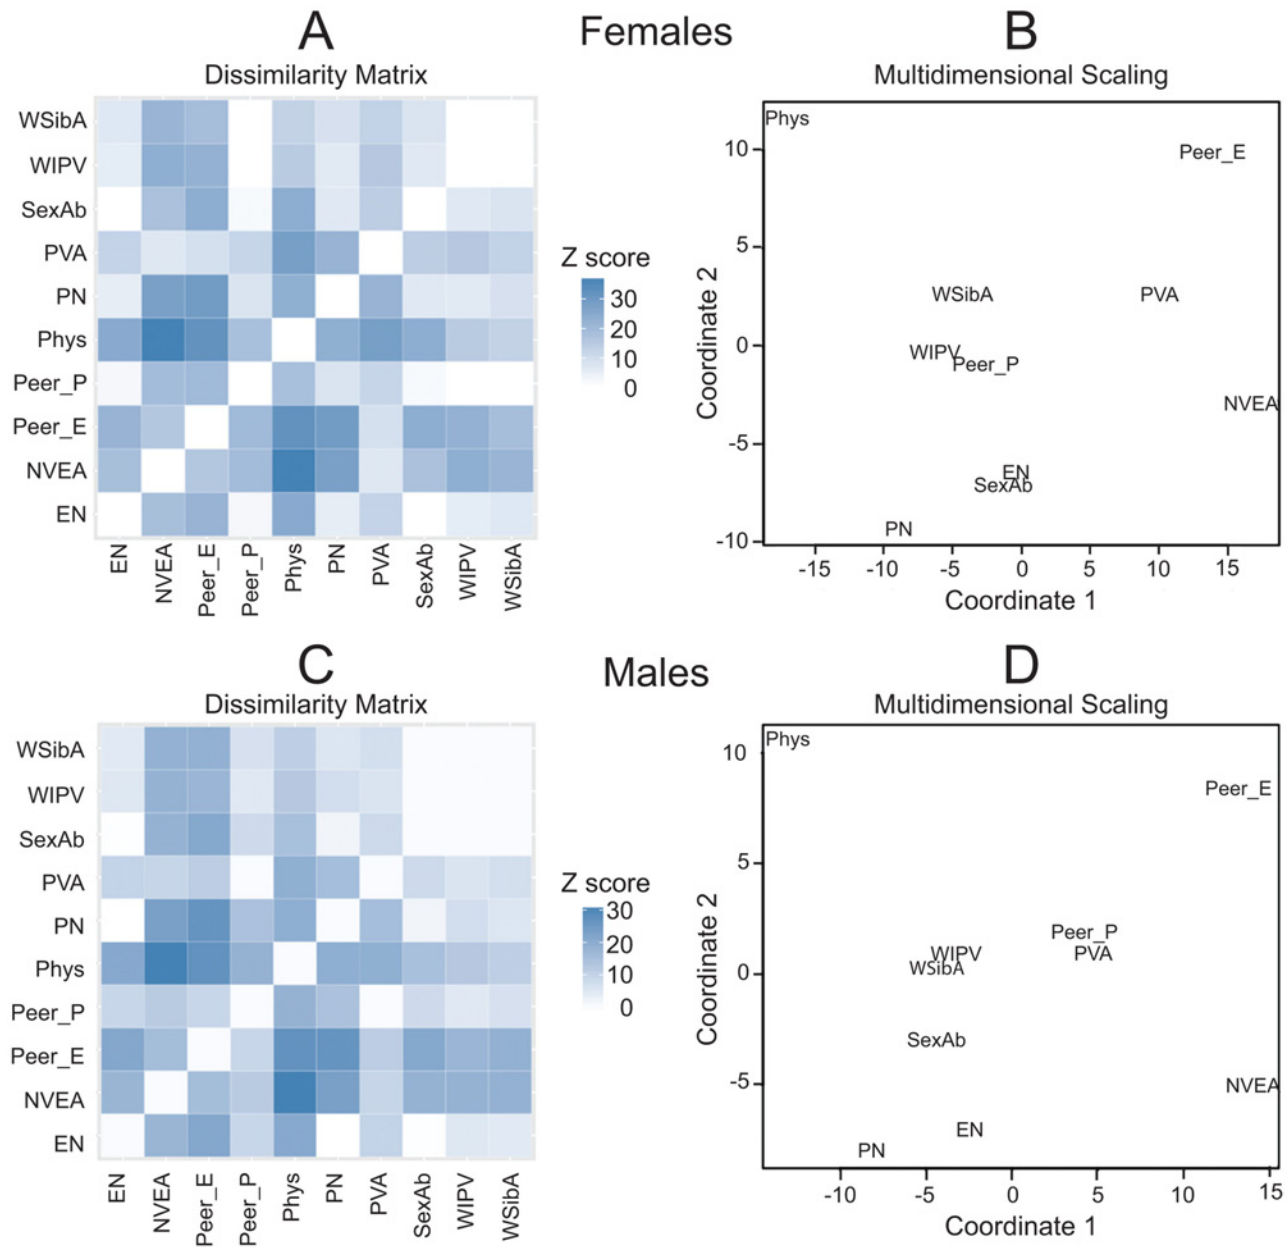 A
Females
B
Dissimilarity Matrix
Multidimensional Scaling
WSibA
WIPV
SexAb
PVA
PN
Phys
Peer_P
Peer_E
NVEA
EN
EN
NVEA
Peer_E
Peer_P
Phys
PN
PVA
SexAb
WIPV
WSibA
Z score
30
20
10
0
Coordinate 2
10
5
0
-5
-10
Phys
Peer_E
WSibA
PVA
WIPV
Peer_P
NVEA
EN
SexAb
PN
-15
-10
-5
0
5
10
15
Coordinate 1
C
Males
D
Dissimilarity Matrix
Multidimensional Scaling
WSibA
WIPV
SexAb
PVA
PN
Phys
Peer_P
Peer_E
NVEA
EN
EN
NVEA
Peer_E
Peer_P
Phys
PN
PVA
SexAb
WIPV
WSibA
Z score
30
20
10
0
Coordinate 2
10
5
0
-5
Phys
Peer_E
Peer_P
WIPV
PVA
WSibA
SexAb
NVEA
EN
PN
-10
-5
0
5
10
15
Coordinate 1